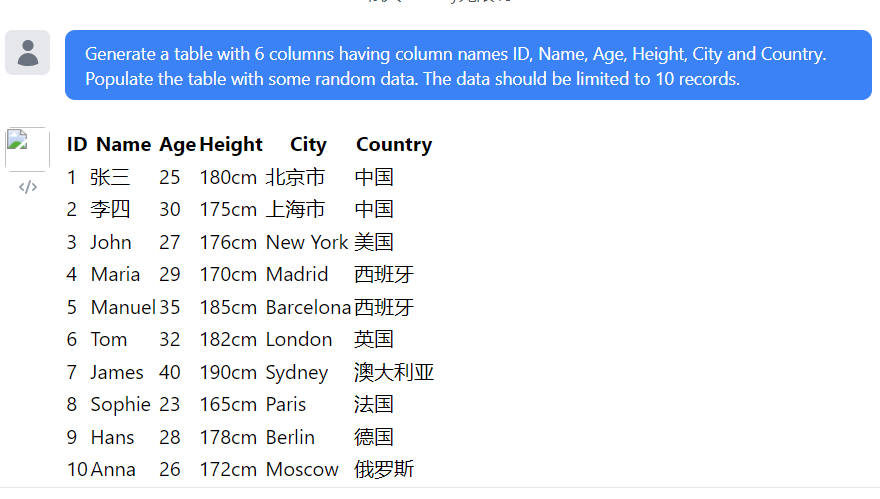 Generate a table with 6 columns having column names ID, Name, Age, Height, City and Country.
Populate the table with some random data. The data should be limited to 10 records.
ID Name Age Height City Country
1 张三 25 180cm 北京市 中国
2 李四 30 175cm 上海市 中国
3 John 27 176cm New York 美国
4 Maria 29 170cm Madrid 西班牙
5 Manuel 35 185cm Barcelona 西班牙
6 Tom 32 182cm London 英国
7 James 40 190cm Sydney 澳大利亚
8 Sophie 23 165cm Paris 法国
9 Hans 28 178cm Berlin 德国
10 Anna 26 172cm Moscow 俄罗斯